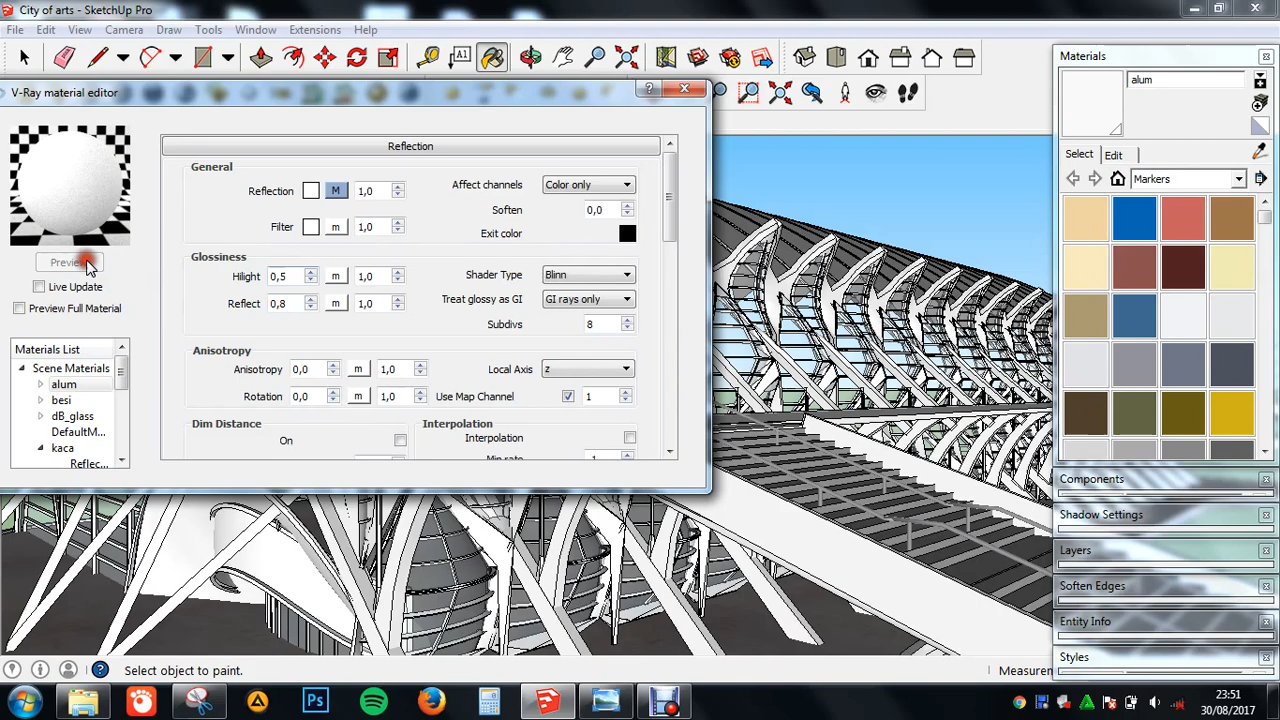 City of arts - SketchUp Pro
File Edit View Camera Draw Tools Window Extensions Help
A1
V-Ray material editor
?
Reflection
General
Reflection M 1,0 Affect channels Color only
Soften 0,0
Filter m 1,0 Exit color
Glossiness
Hilight 0,5 m 1,0 Shader Type Blinn
Reflect 0,8 m 1,0 Treat glossy as GI GI rays only
Subdivs 8
Anisotropy
Anisotropy 0,0 m 1,0 Local Axis z
Rotation 0,0 m 1,0 Use Map Channel 1
Dim Distance Interpolation
On Interpolation
Min rate -1
Preview
Live Update
Preview Full Material
Materials List
Scene Materials
alum
besi
dB_glass
DefaultM...
kaca
Reflec...
Materials
alum
Select Edit
Markers
Components
Shadow Settings
Layers
Soften Edges
Entity Info
Styles
Select object to paint.
Measuren
Ps
23:51
30/08/2017